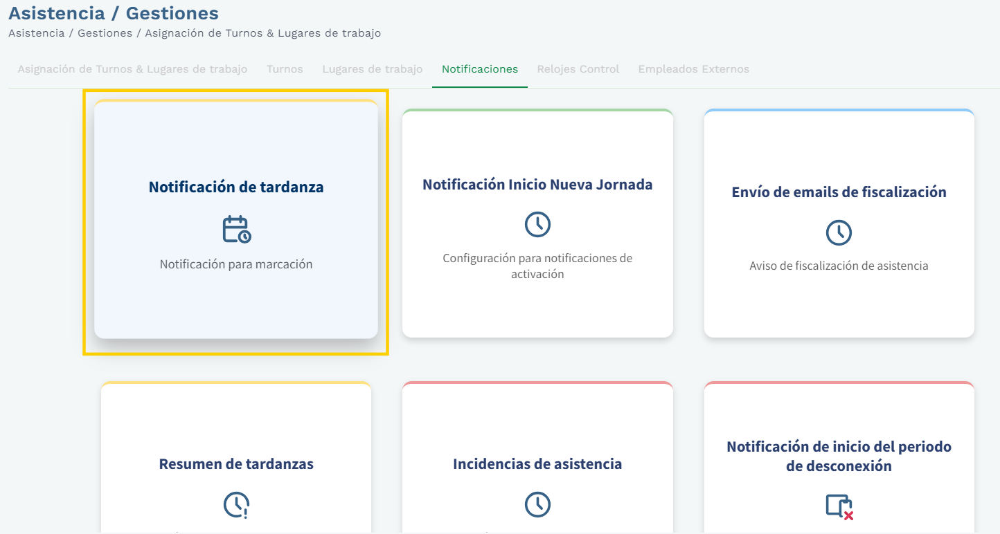 Asistencia / Gestiones
Asistencia / Gestiones / Asignación de Turnos & Lugares de trabajo
Asignación de Turnos & Lugares de trabajo Turnos Lugares de trabajo Notificaciones Relojes Control Empleados Externos
Notificación de tardanza
Notificación para marcación
Notificación Inicio Nueva Jornada
Configuración para notificaciones de
activación
Envío de emails de fiscalización
Aviso de fiscalización de asistencia
Resumen de tardanzas
Incidencias de asistencia
Notificación de inicio del periodo
de desconexión